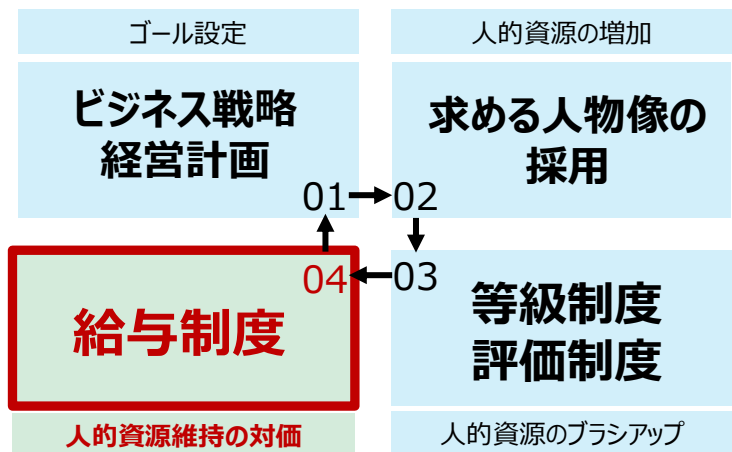 ゴール設定
ビジネス戦略
経営計画
01
人的資源の増加
求める人物像の
採用
02
03
等級制度
評価制度
人的資源のブラシアップ
04
給与制度
人的資源維持の対価